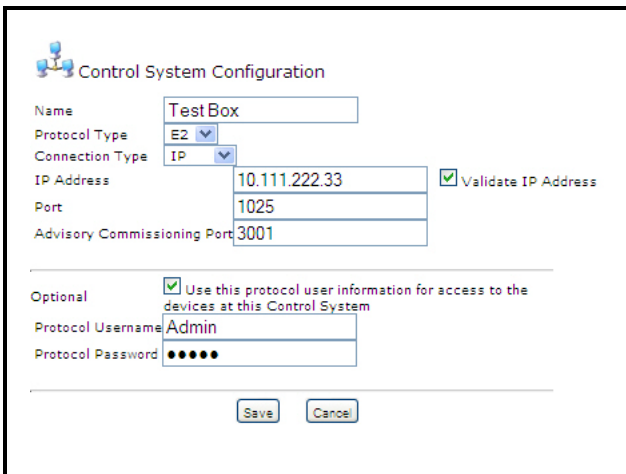 Control System Configuration
Name Test Box
Protocol Type E2
Connection Type IP
IP Address 10.111.222.33 Validate IP Address
Port 1025
Advisory Commissioning Port 3001
Optional Use this protocol user information for access to the
devices at this Control System
Protocol Username Admin
Protocol Password •••••
Save Cancel